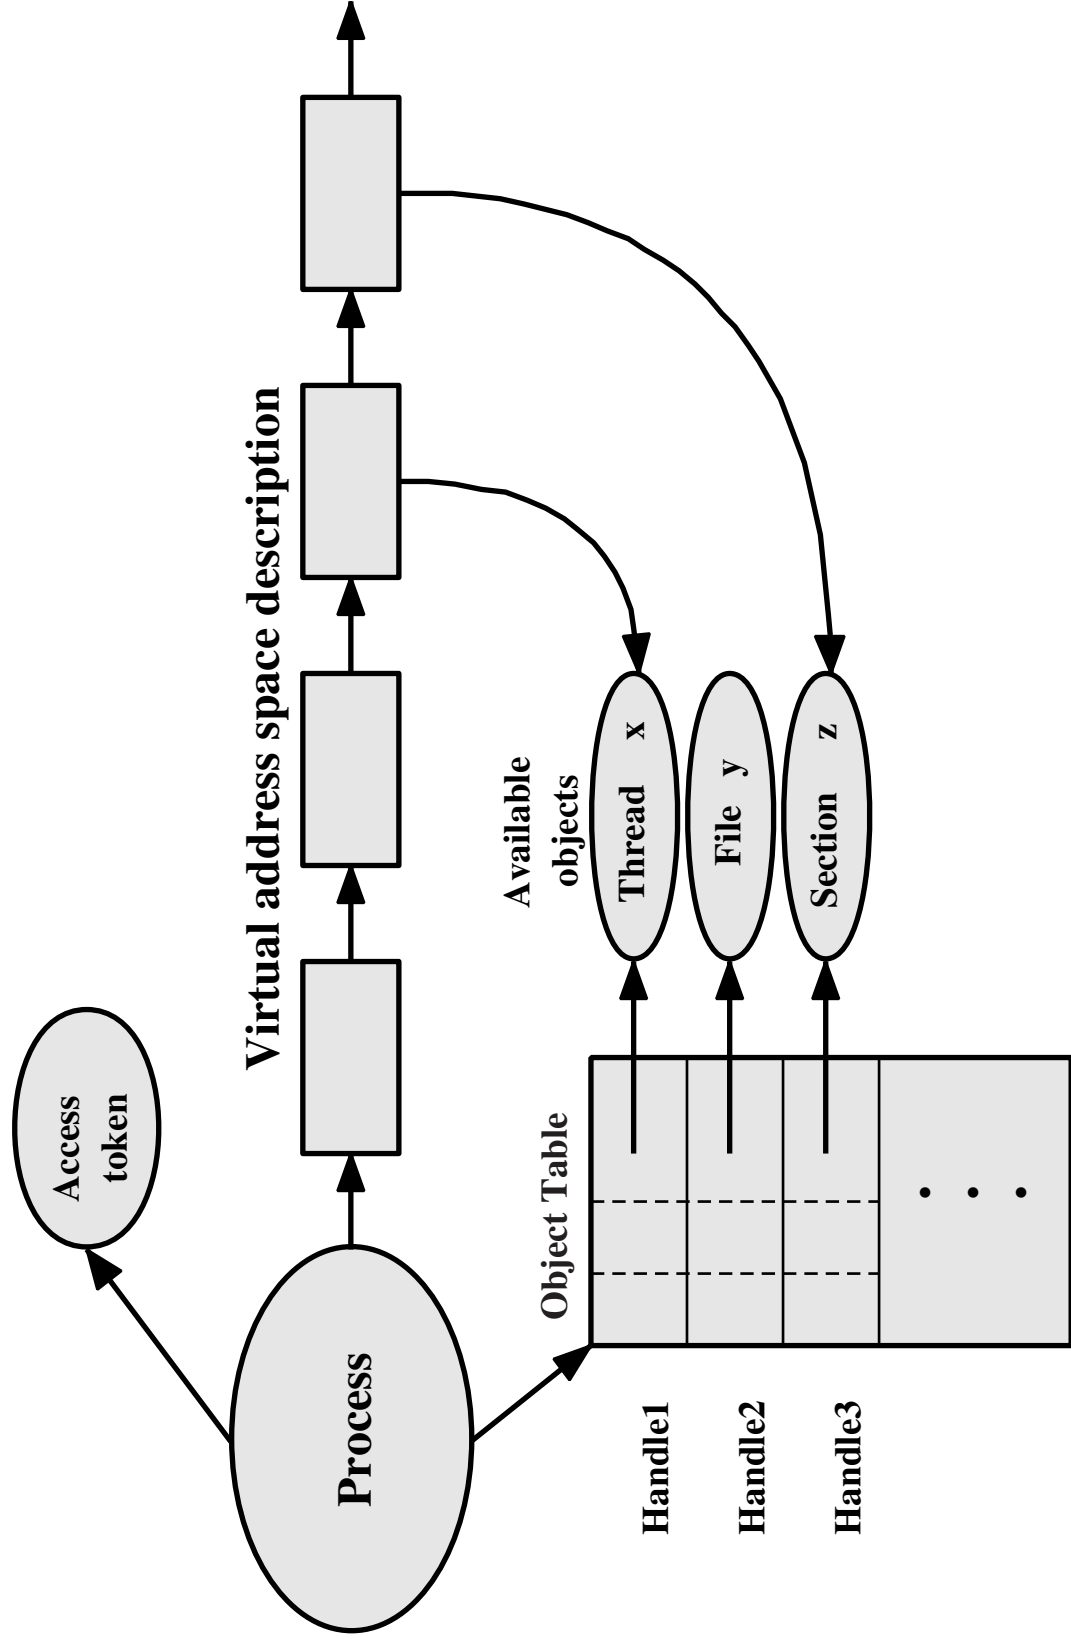 Access
token
Virtual address space description
Process
Available
objects
Object Table
Handle1
Thread x
Handle2
File y
Handle3
Section z